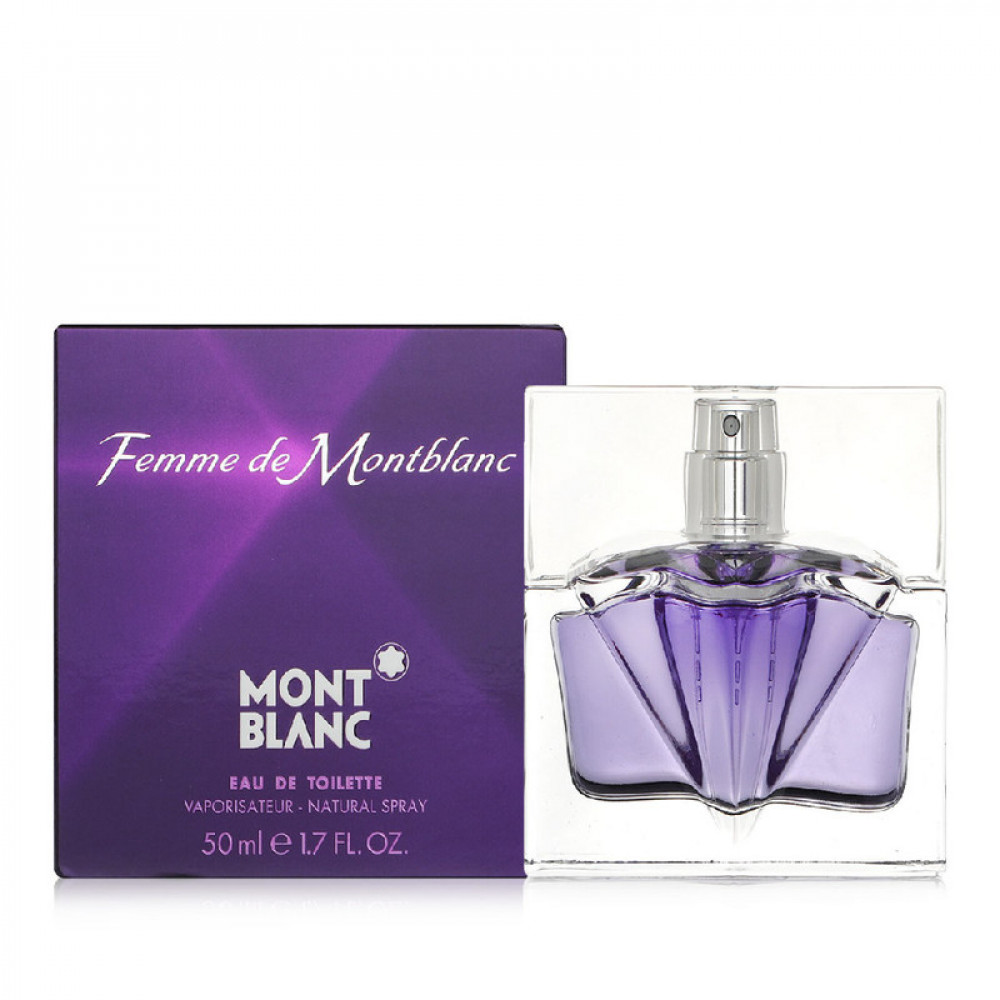 Femme de Montblanc
MONT
BLANC
EAU DE TOILETTE
VAPORISATEUR - NATURAL SPRAY
50 ml e 1.7 FL. OZ.